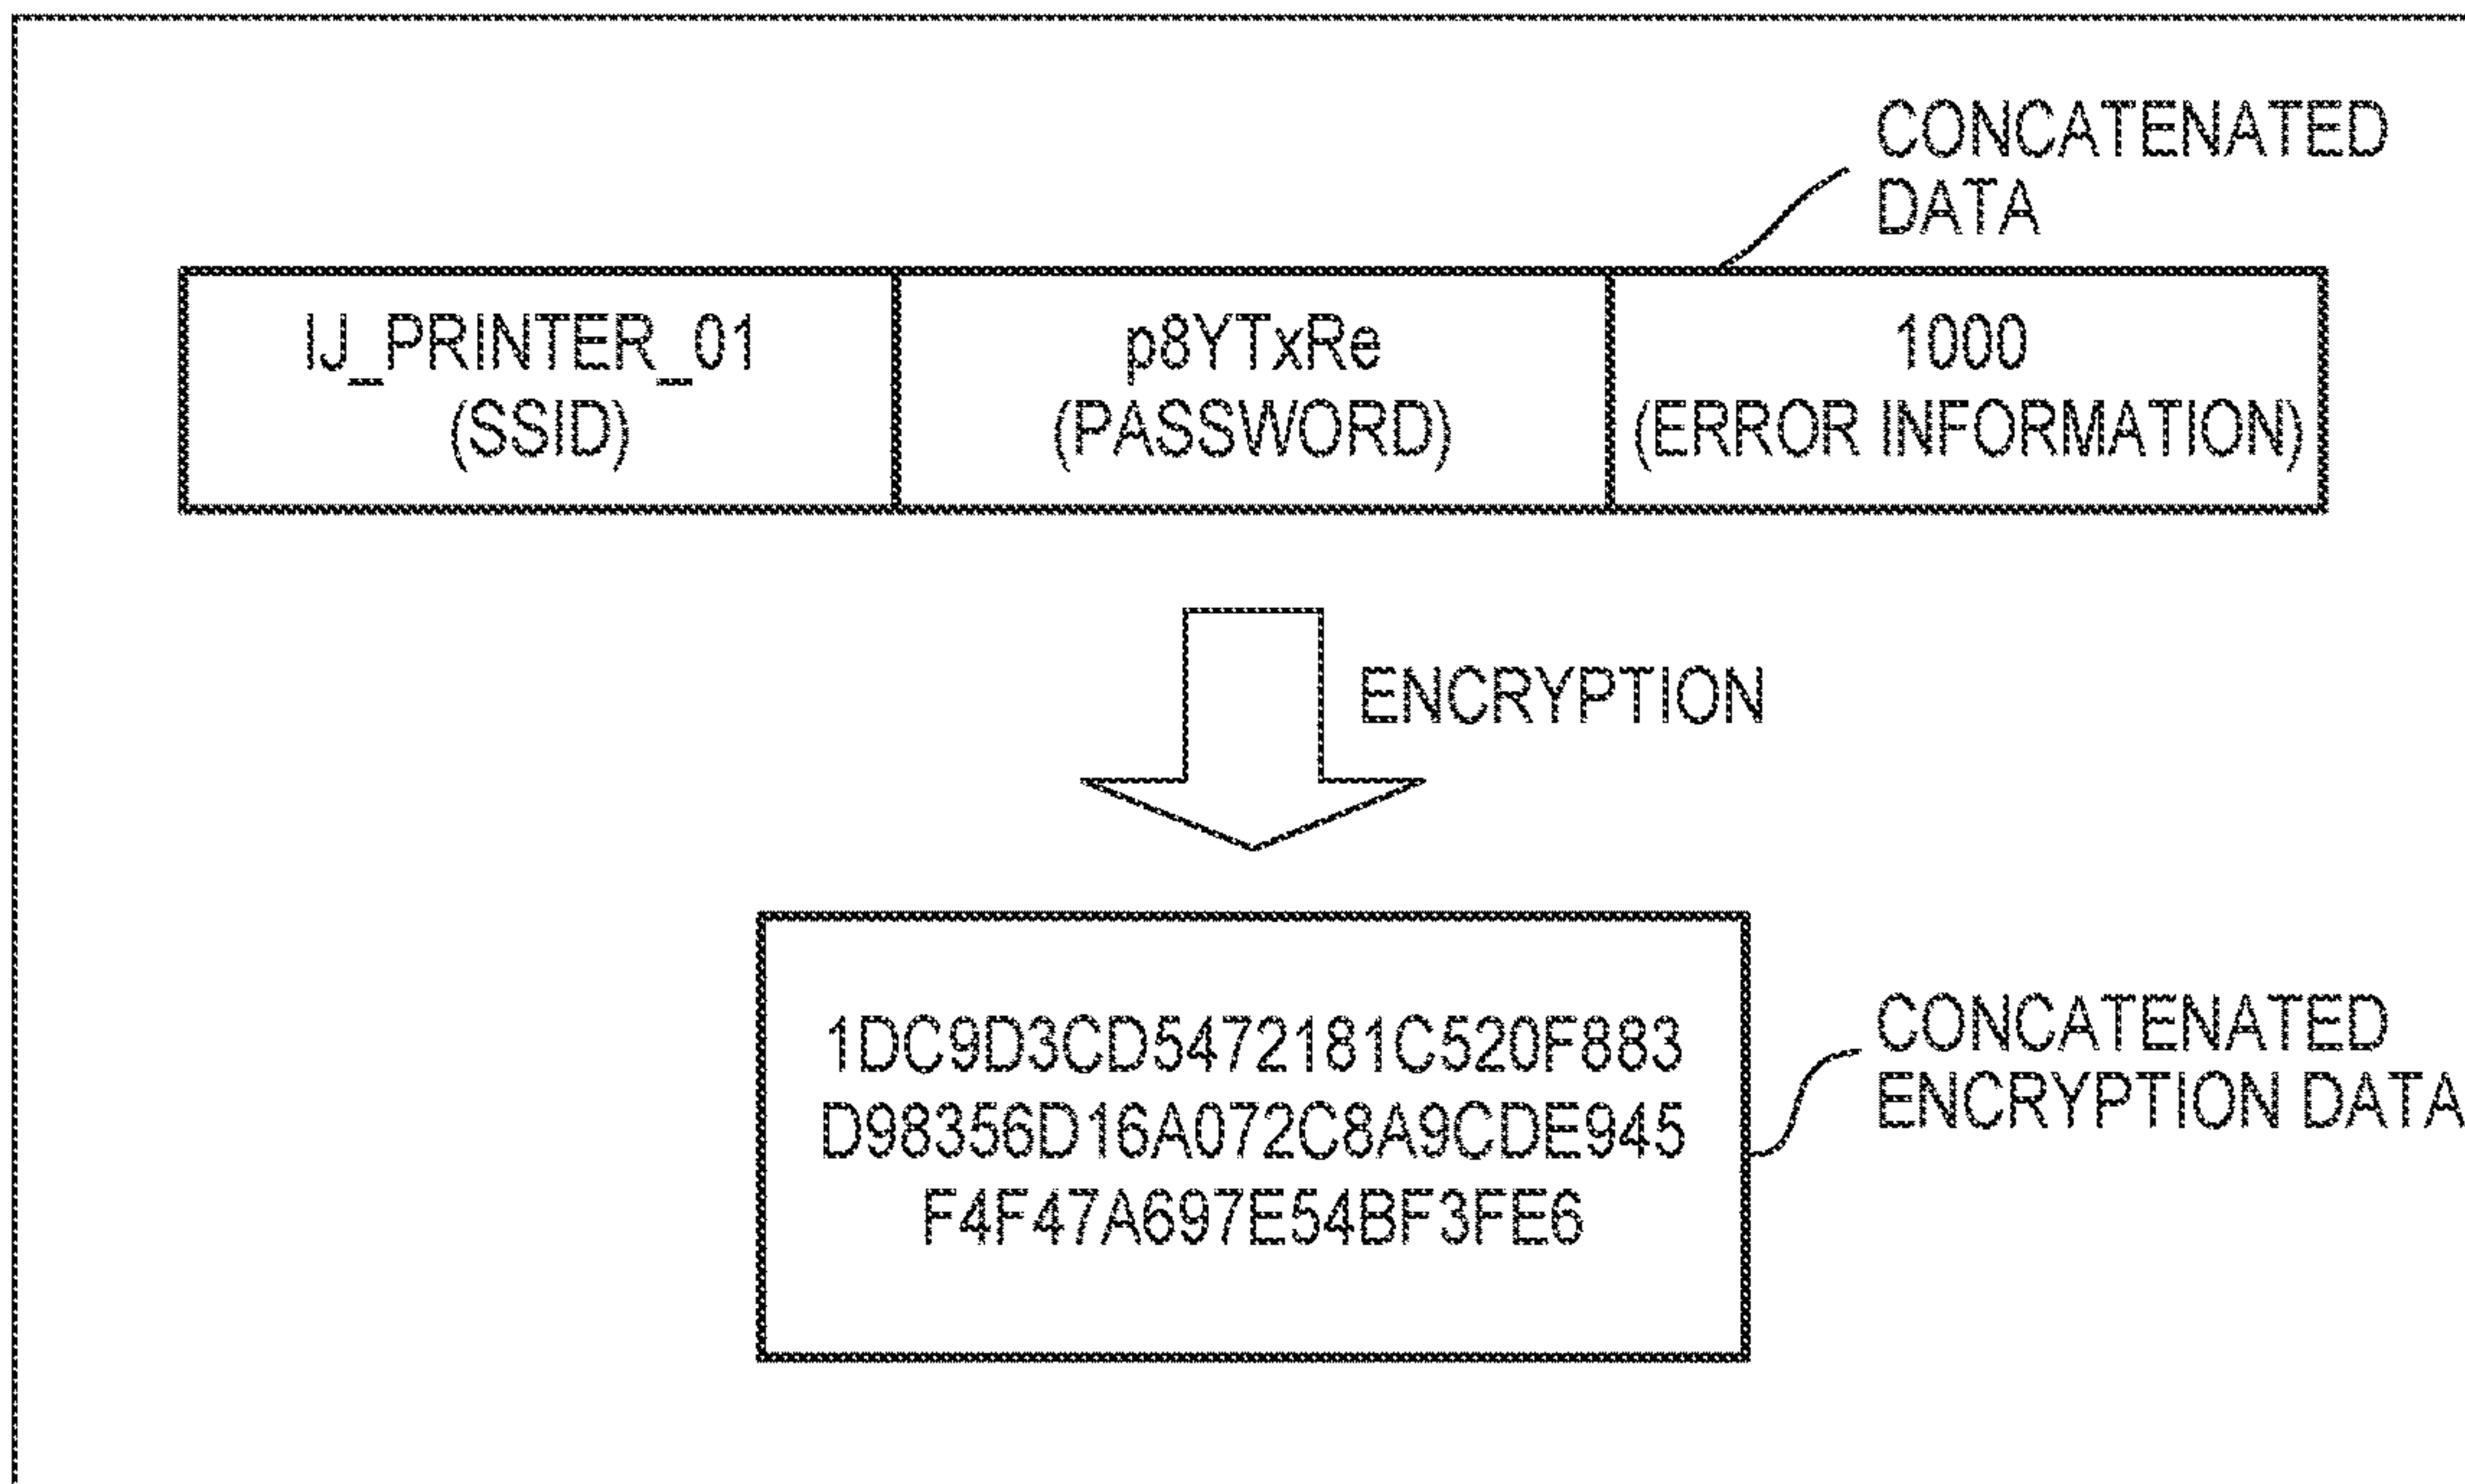 CONCATENATED
DATA
IJ_PRINTER_01
(SSID)
p8YTxRe
(PASSWORD)
1000
(ERROR INFORMATION)
ENCRYPTION
1DC9D3CD5472181C520F883
D98356D16A072C8A9CDE945
F4F47A697E54BF3FE6
CONCATENATED
ENCRYPTION DATA